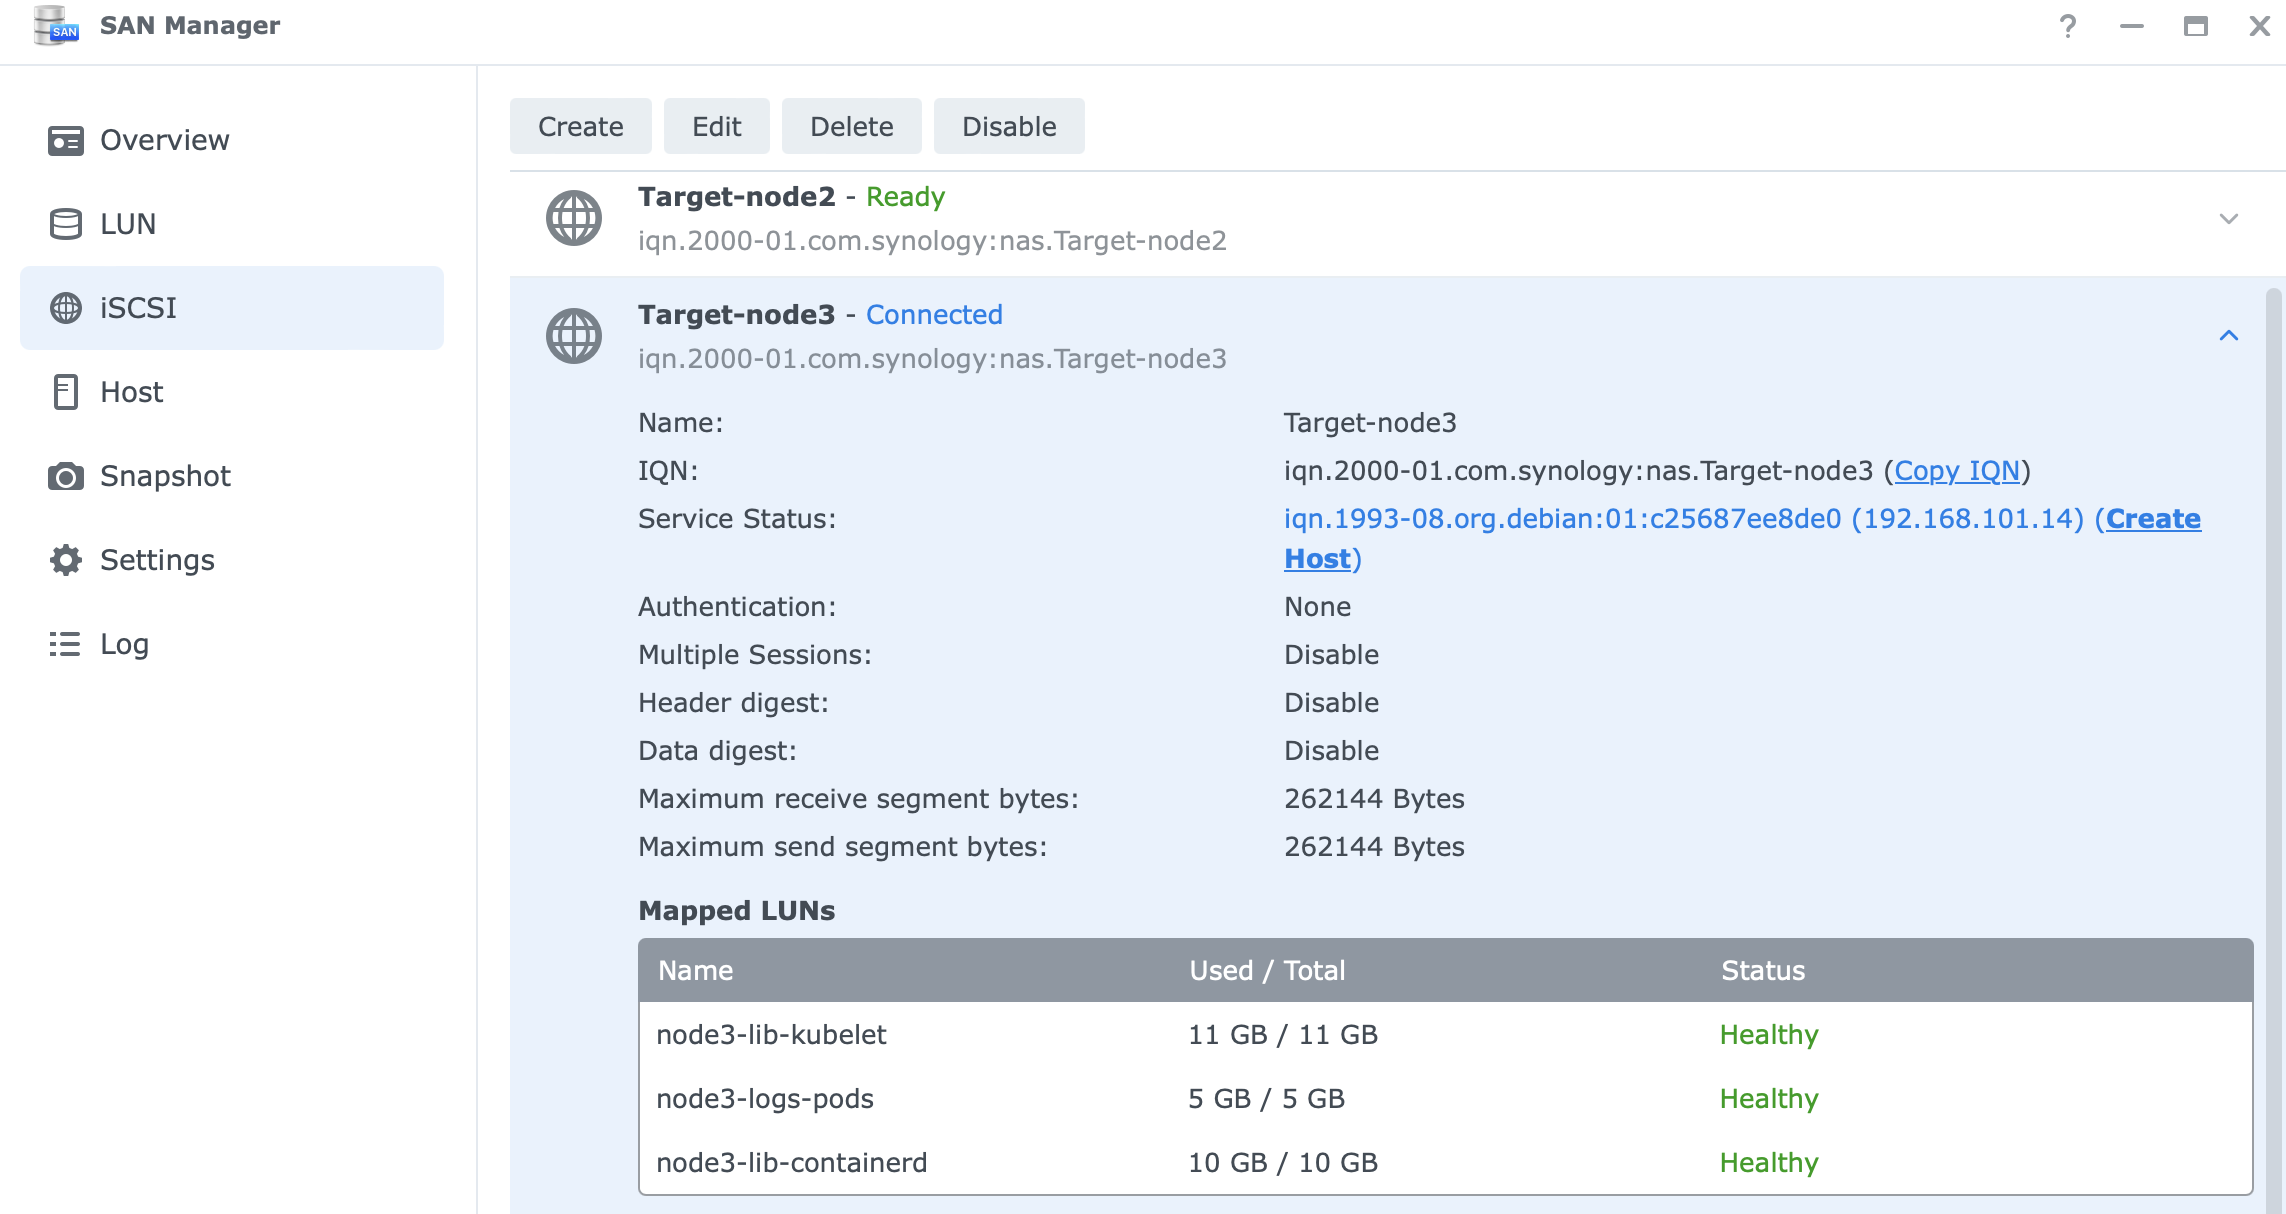 SAN
SAN Manager
?
Overview
LUN
iSCSI
Host
Snapshot
Settings
Log
Create Edit Delete Disable
Target-node2 - Ready
iqn.2000-01.com.synology:nas.Target-node2
Target-node3 - Connected
iqn.2000-01.com.synology:nas.Target-node3
Name: Target-node3
IQN: iqn.2000-01.com.synology:nas.Target-node3 (Copy IQN)
Service Status: iqn.1993-08.org.debian:01:c25687ee8de0 (192.168.101.14) (Create
Host)
Authentication: None
Multiple Sessions: Disable
Header digest: Disable
Data digest: Disable
Maximum receive segment bytes: 262144 Bytes
Maximum send segment bytes: 262144 Bytes
Mapped LUNs
Name Used / Total Status
node3-lib-kubelet 11 GB / 11 GB Healthy
node3-logs-pods 5 GB / 5 GB Healthy
node3-lib-containerd 10 GB / 10 GB Healthy